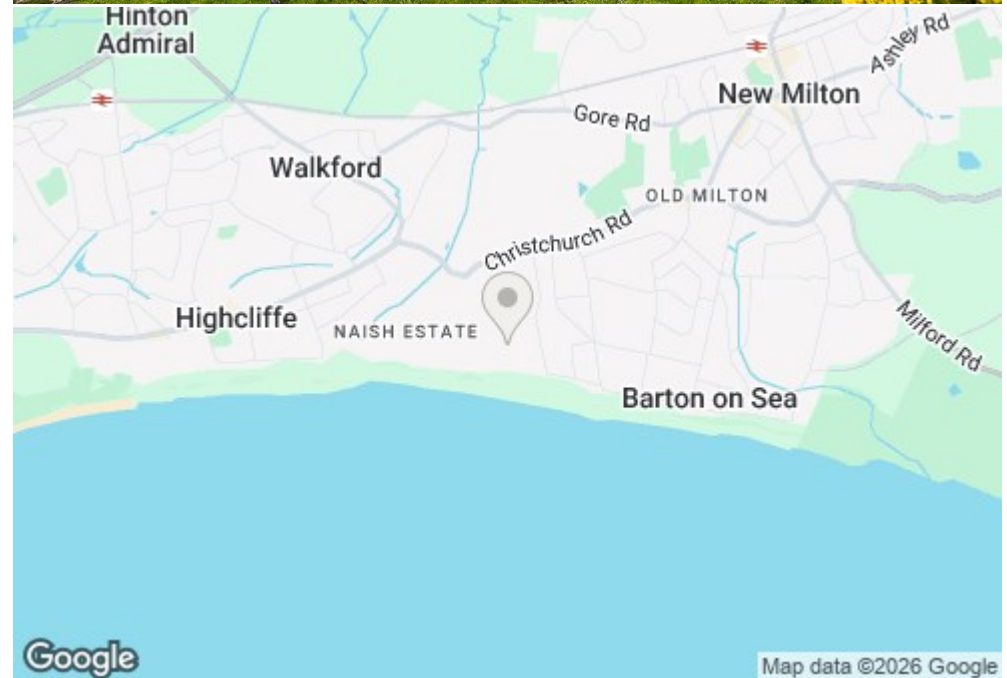 Hinton
Admiral
Ashley Rd
New Milton
Gore Rd
Walkford
OLD MILTON
Christchurch Rd
Highcliffe
NAISH ESTATE
Milford Rd
Barton on Sea
Google
Map data ©2026 Google